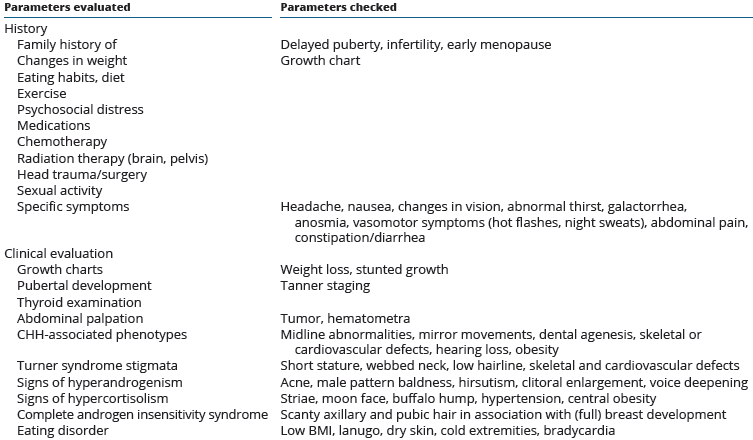 Parameters evaluated Parameters checked
History
Family history of Delayed puberty, infertility, early menopause
Changes in weight Growth chart
Eating habits, diet
Exercise
Psychosocial distress
Medications
Chemotherapy
Radiation therapy (brain, pelvis)
Head trauma/surgery
Sexual activity
Specific symptoms Headache, nausea, changes in vision, abnormal thirst, galactorrhea,
anosmia, vasomotor symptoms (hot flashes, night sweats), abdominal pain,
constipation/diarrhea
Clinical evaluation
Growth charts Weight loss, stunted growth
Pubertal development Tanner staging
Thyroid examination
Abdominal palpation Tumor, hematometra
CHH-associated phenotypes Midline abnormalities, mirror movements, dental agenesis, skeletal or
cardiovascular defects, hearing loss, obesity
Turner syndrome stigmata Short stature, webbed neck, low hairline, skeletal and cardiovascular defects
Signs of hyperandrogenism Acne, male pattern baldness, hirsutism, clitoral enlargement, voice deepening
Signs of hypercortisolism Striae, moon face, buffalo hump, hypertension, central obesity
Complete androgen insensitivity syndrome Scanty axillary and pubic hair in association with (full) breast development
Eating disorder Low BMI, lanugo, dry skin, cold extremities, bradycardia